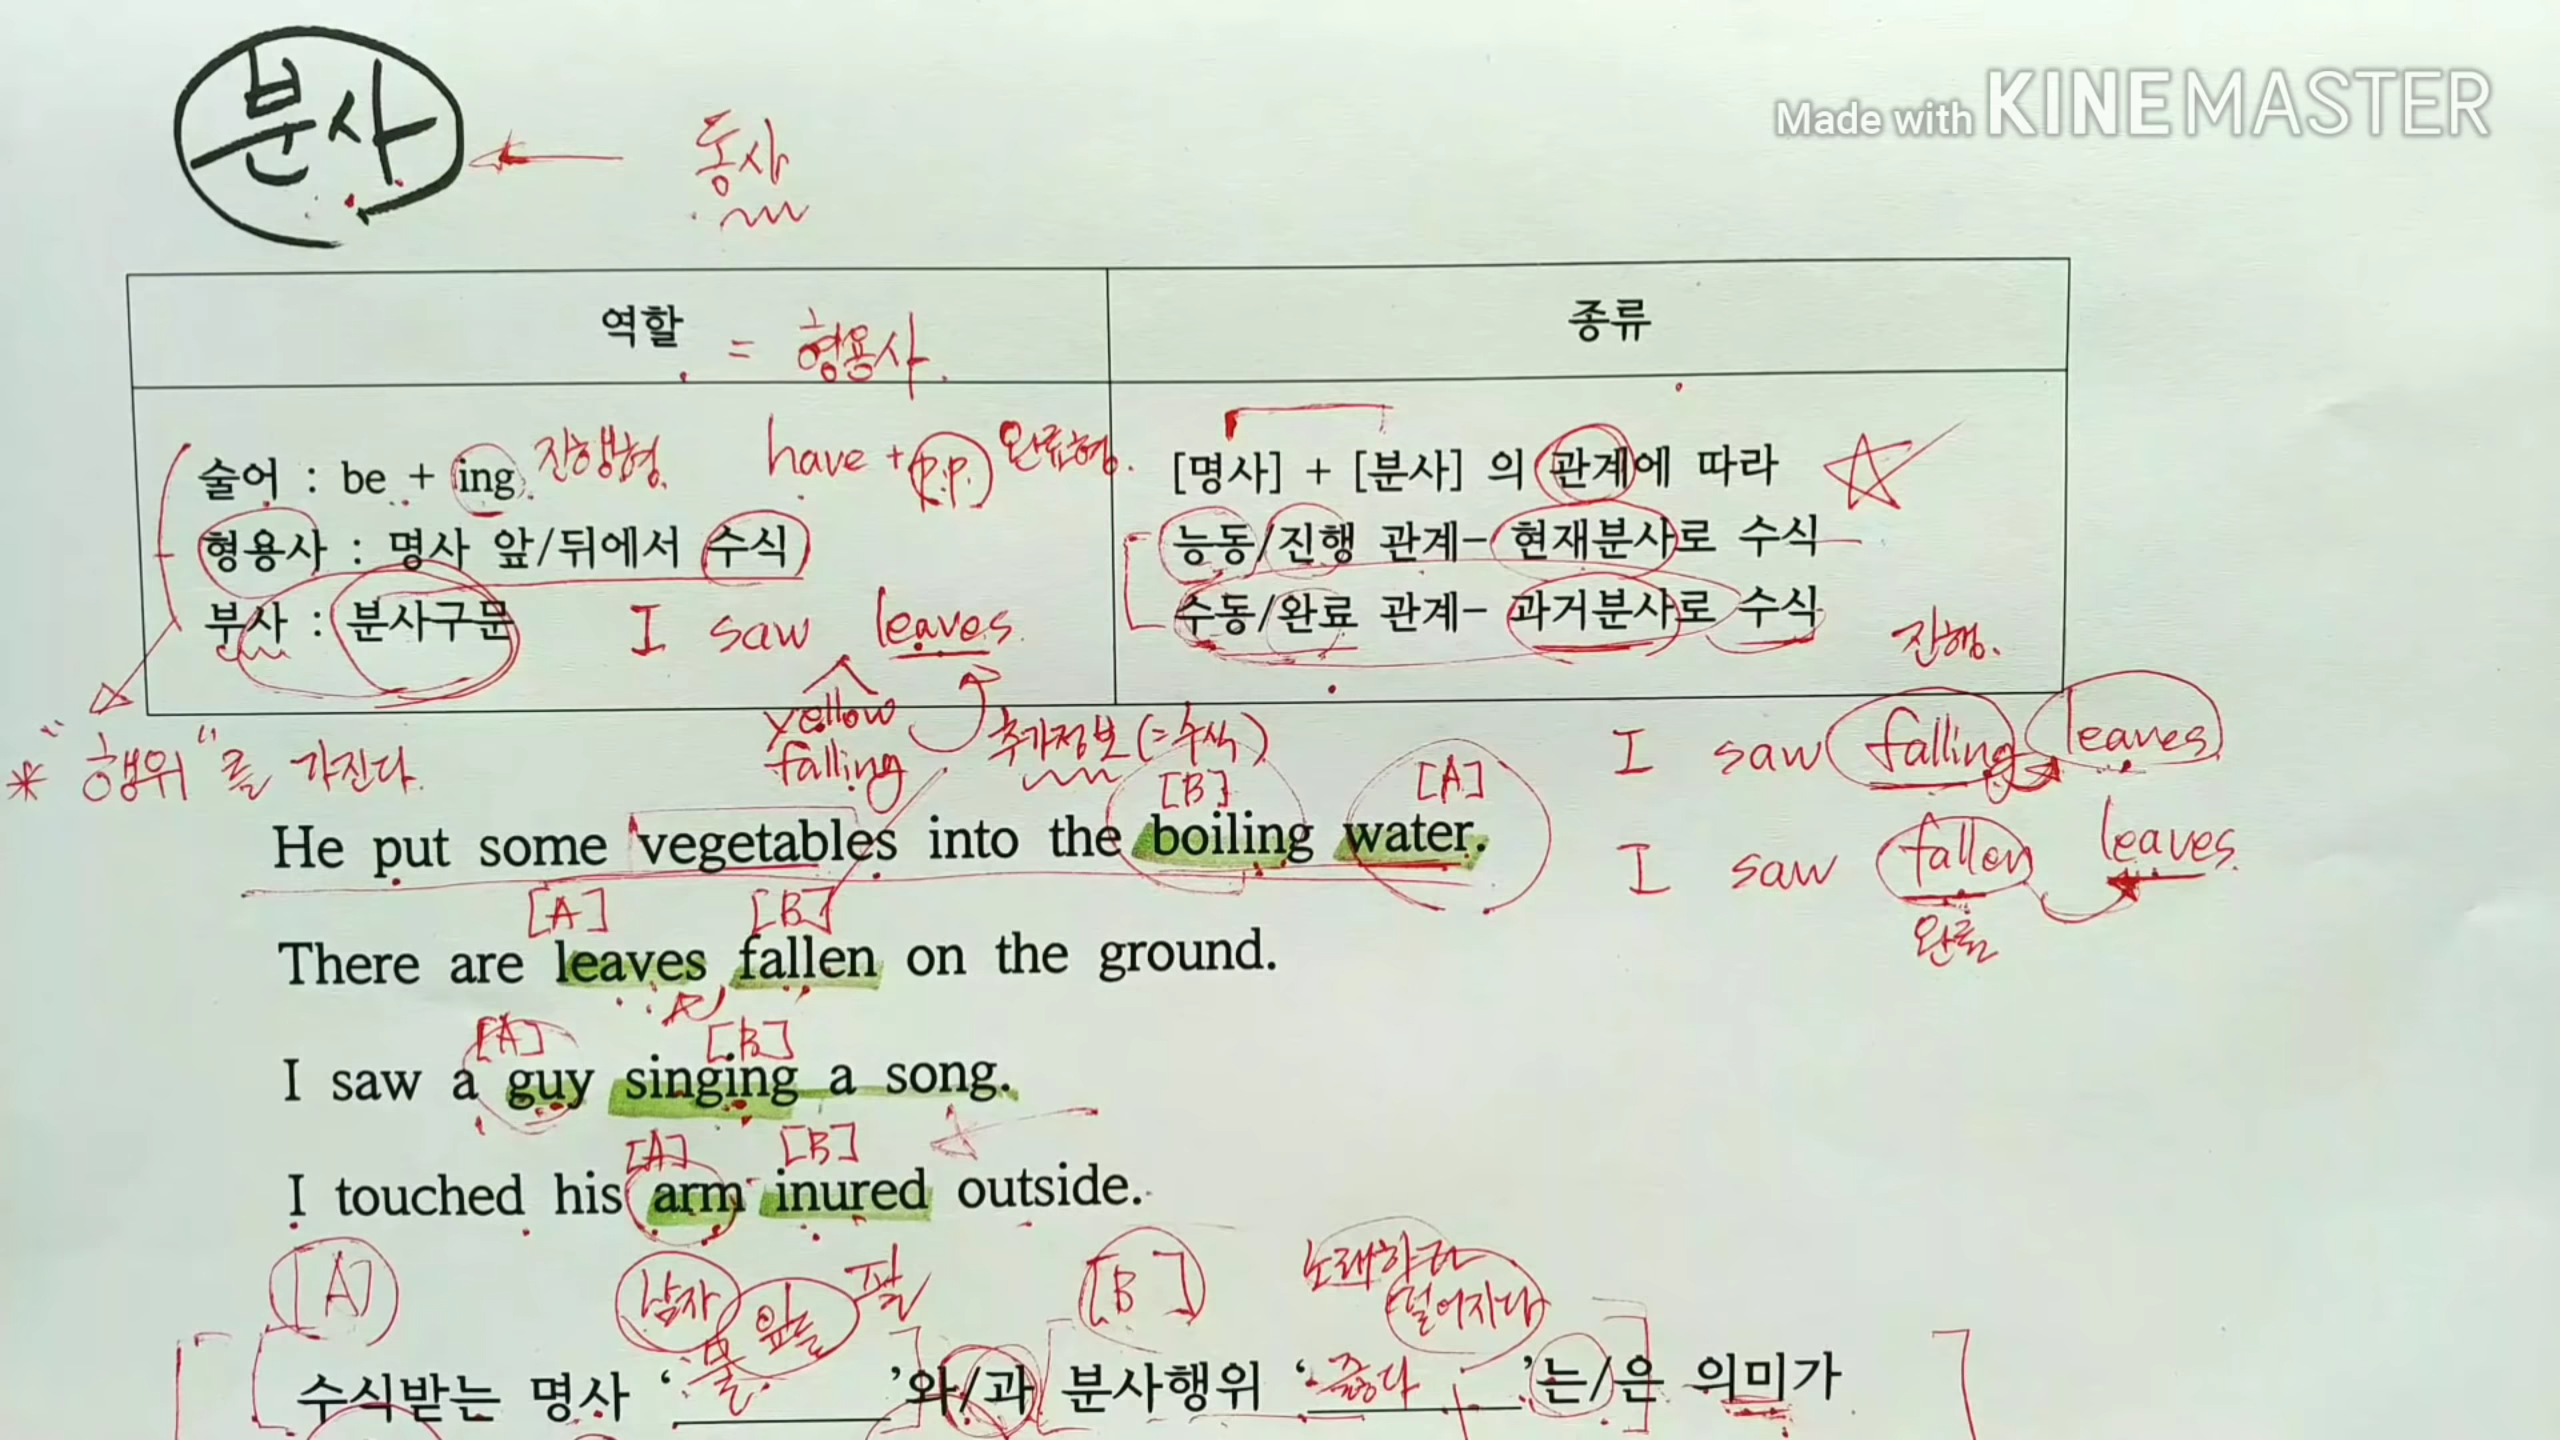 분사
동사
Made with KINEMASTER
역할 = 형용사
종류
술어 : be + ing 진행형 have + p.p. 완료형.
형용사 : 명사 앞/뒤에서 수식
부사 : 분사구문 I saw leaves.
yellow
falling
추가정보 (=수식)
[명사] + [분사] 의 관계에 따라
능동/진행 관계- 현재분사로 수식
수동/완료 관계- 과거분사로 수식
진행.
* "행위"를 가진다.
I saw falling leaves.
I saw fallen leaves.
완료
[B] [A]
He put some vegetables into the boiling water.
[A] [B]
There are leaves fallen on the ground.
[A] [B]
I saw a guy singing a song.
[A] [B]
I touched his arm inured outside.
[A] 남자 잎들 팔 [B] 노래하다
떨어지다
수식받는 명사 ‘물’와/과 분사행위 ‘끓다’는/은 의미가